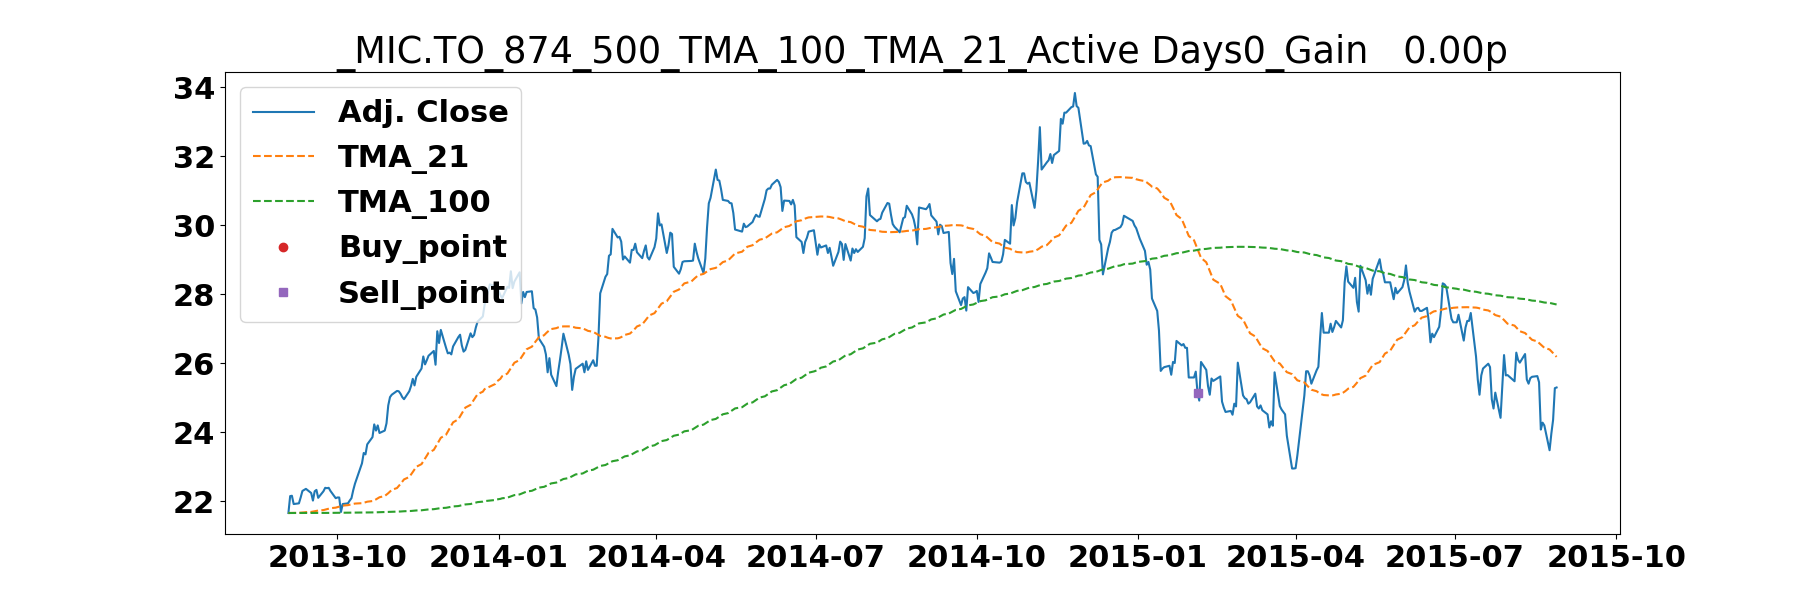 _MIC.TO_874_500_TMA_100_TMA_21_Active Days0_Gain   0.00p
34
32
30
28
26
24
22
Adj. Close
TMA_21
TMA_100
Buy_point
Sell_point
2013-10 2014-01 2014-04 2014-07 2014-10 2015-01 2015-04 2015-07 2015-10